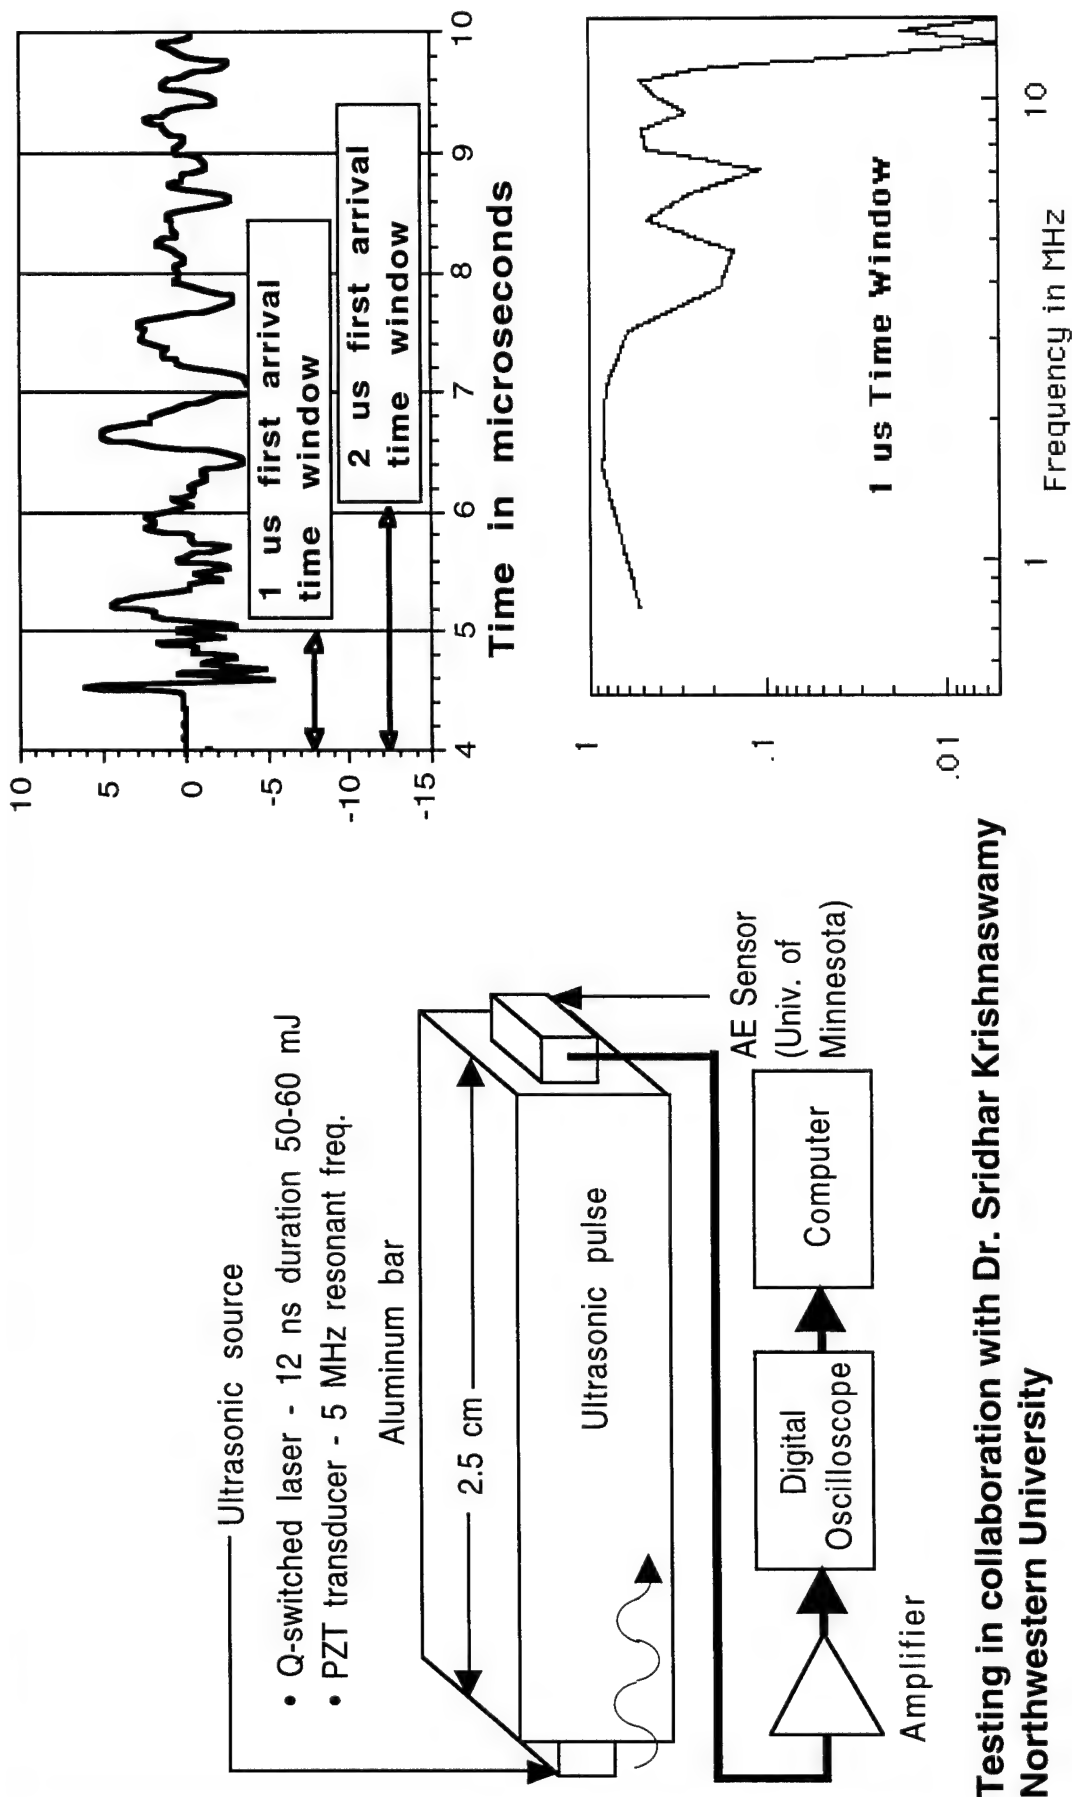 Ultrasonic source
• Q-switched laser - 12 ns duration 50-60 mJ
• PZT transducer - 5 MHz resonant freq.
Aluminum bar
2.5 cm
Ultrasonic pulse
AE Sensor
(Univ. of
Minnesota)
Amplifier
Digital
Oscilloscope
Computer
Testing in collaboration with Dr. Sridhar Krishnaswamy
Northwestern University
10
5
0
-5
-10
-15
4
5
6
7
8
9
10
1 us first arrival
time window
2 us first arrival
time window
Time in microseconds
1
.1
.01
1 us Time Window
1
10
Frequency in MHz